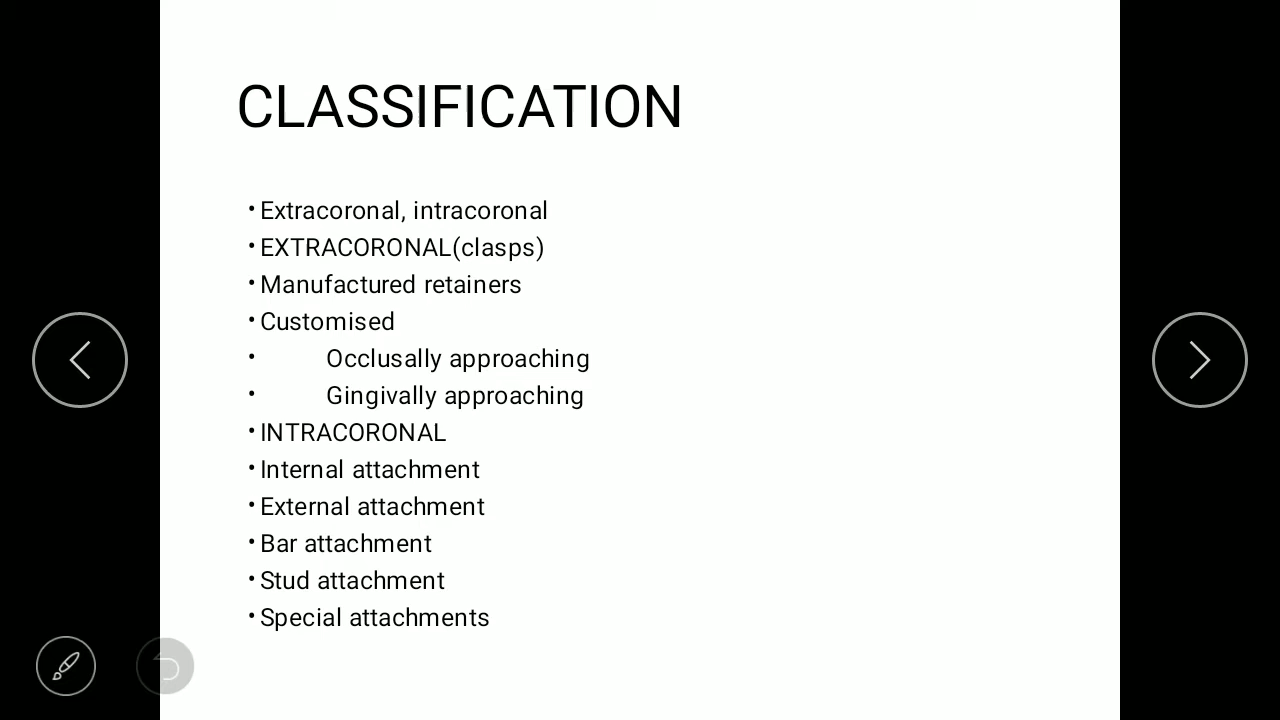 CLASSIFICATION
•Extracoronal, intracoronal
•EXTRACORONAL(clasps)
•Manufactured retainers
•Customised
• Occlusally approaching
• Gingivally approaching
•INTRACORONAL
•Internal attachment
•External attachment
•Bar attachment
•Stud attachment
•Special attachments